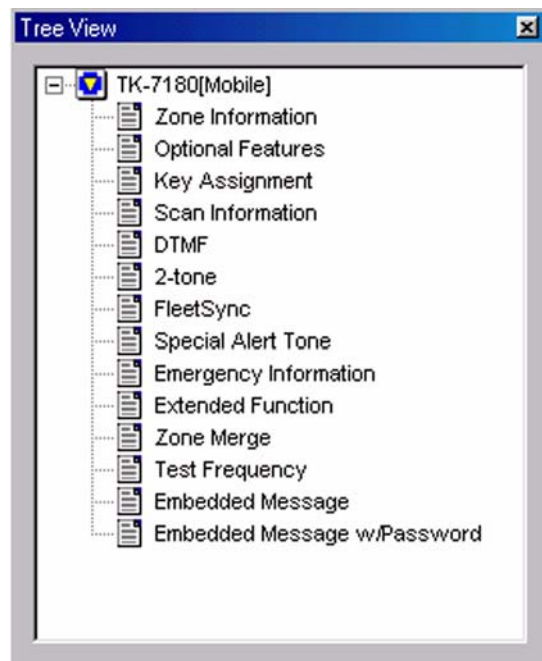 Tree View
TK-7180[Mobile]
Zone Information
Optional Features
Key Assignment
Scan Information
DTMF
2-tone
FleetSync
Special Alert Tone
Emergency Information
Extended Function
Zone Merge
Test Frequency
Embedded Message
Embedded Message w/Password